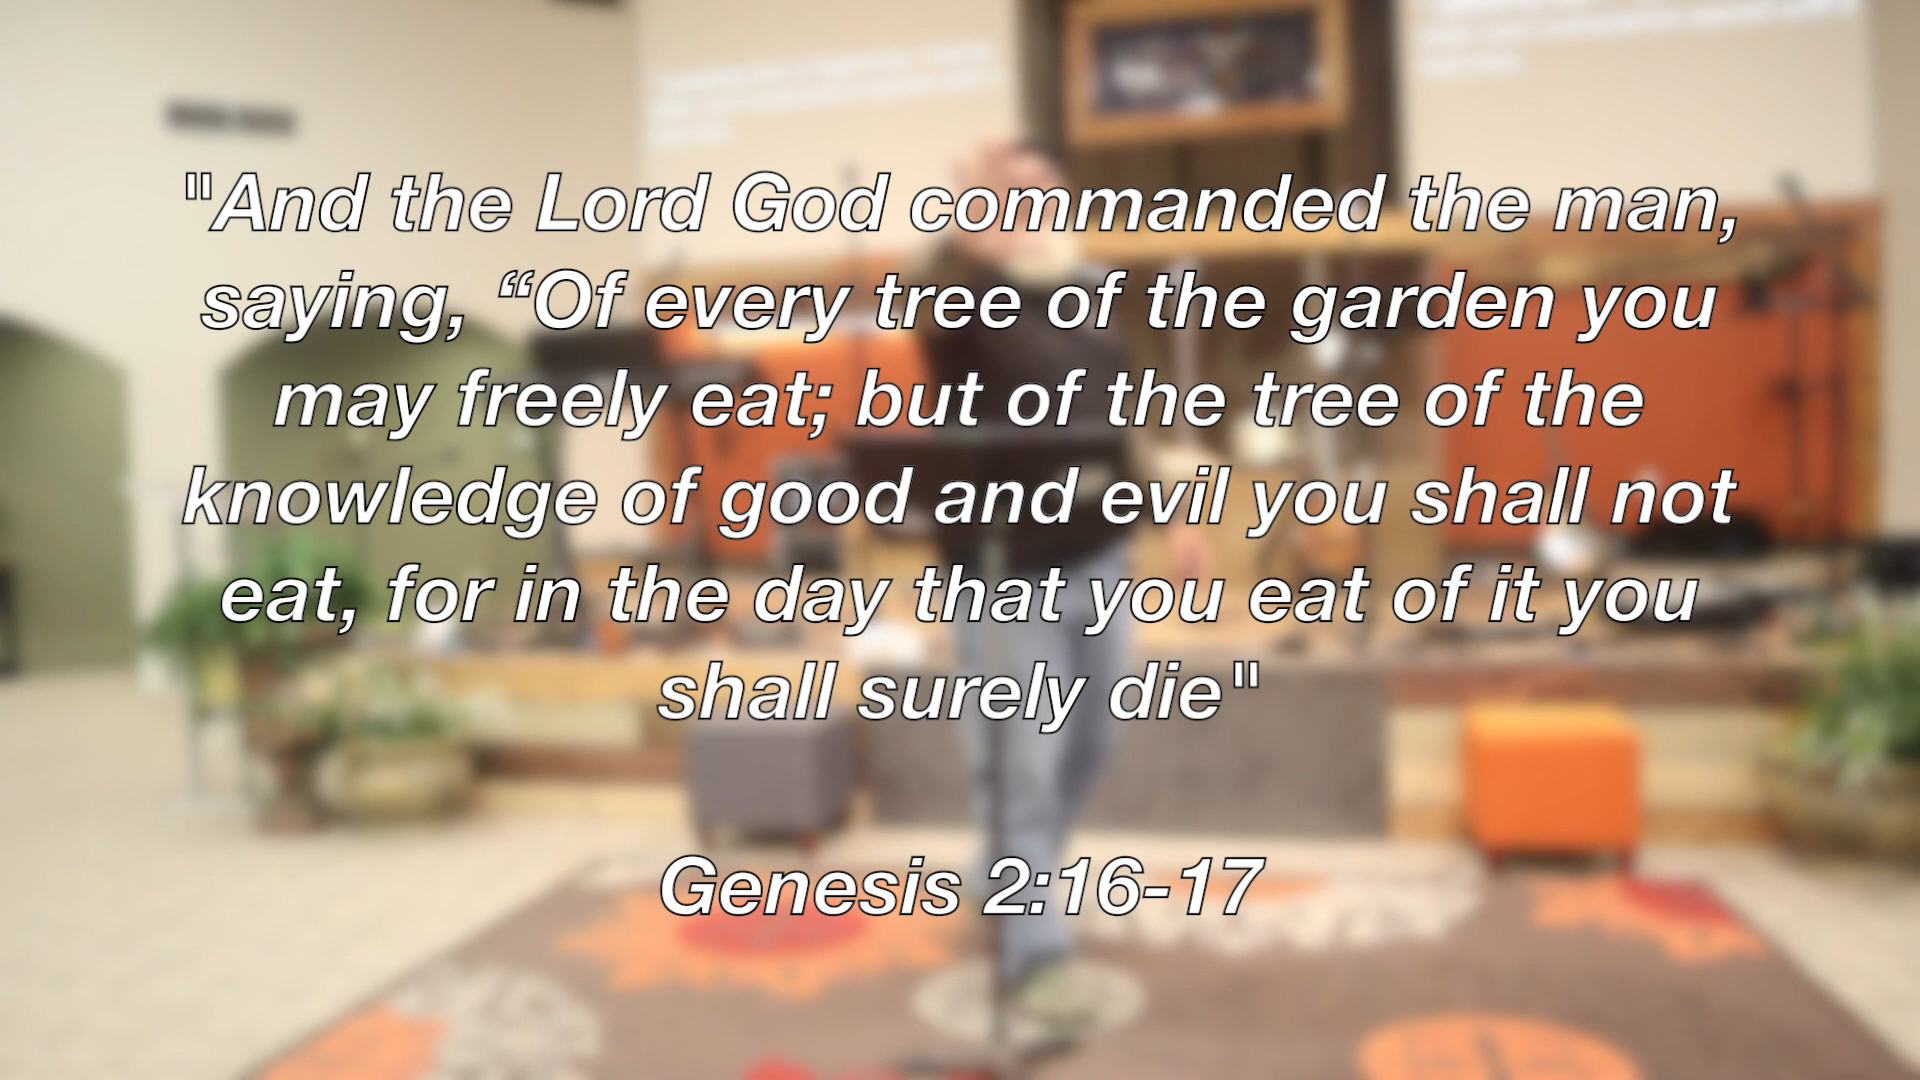 "And the Lord God commanded the man,
saying, “Of every tree of the garden you
may freely eat; but of the tree of the
knowledge of good and evil you shall not
eat, for in the day that you eat of it you
shall surely die"
Genesis 2:16-17